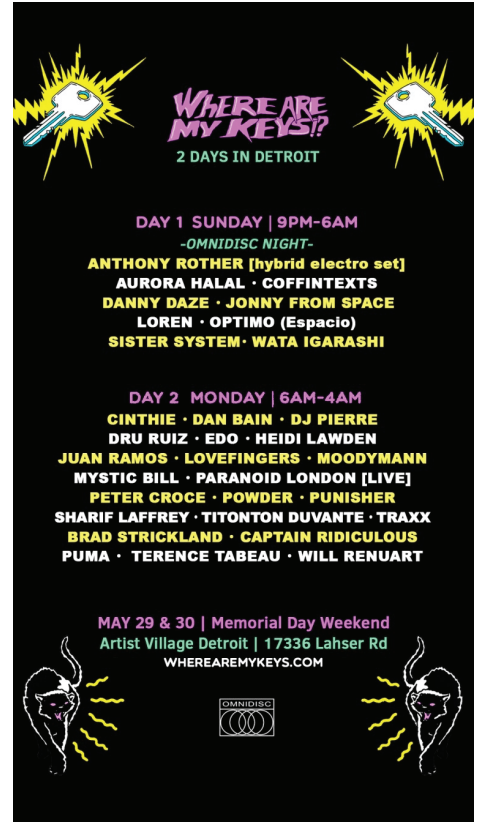 WHERE ARE
MY KEYS!?
2 DAYS IN DETROIT
DAY 1 SUNDAY | 9PM-6AM
-OMNIDISC NIGHT-
ANTHONY ROTHER [hybrid electro set]
AURORA HALAL · COFFINTEXTS
DANNY DAZE · JONNY FROM SPACE
LOREN · OPTIMO (Espacio)
SISTER SYSTEM· WATA IGARASHI
DAY 2 MONDAY | 6AM-4AM
CINTHIE · DAN BAIN · DJ PIERRE
DRU RUIZ · EDO · HEIDI LAWDEN
JUAN RAMOS · LOVEFINGERS · MOODYMANN
MYSTIC BILL · PARANOID LONDON [LIVE]
PETER CROCE · POWDER · PUNISHER
SHARIF LAFFREY · TITONTON DUVANTE · TRAXX
BRAD STRICKLAND · CAPTAIN RIDICULOUS
PUMA · TERENCE TABEAU · WILL RENUART
MAY 29 & 30 | Memorial Day Weekend
Artist Village Detroit | 17336 Lahser Rd
WHEREAREMYKEYS.COM
OMNIDISC